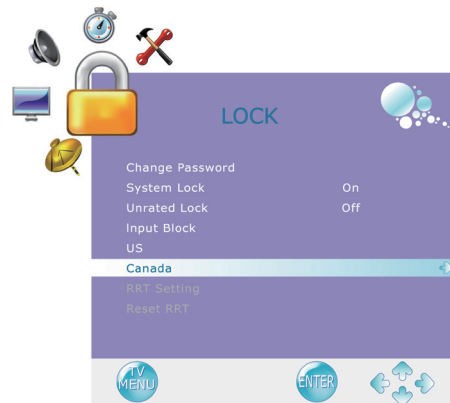 LOCK
Change Password
System Lock On
Unrated Lock Off
Input Block
US
Canada
RRT Setting
Reset RRT
TV MENU
ENTER